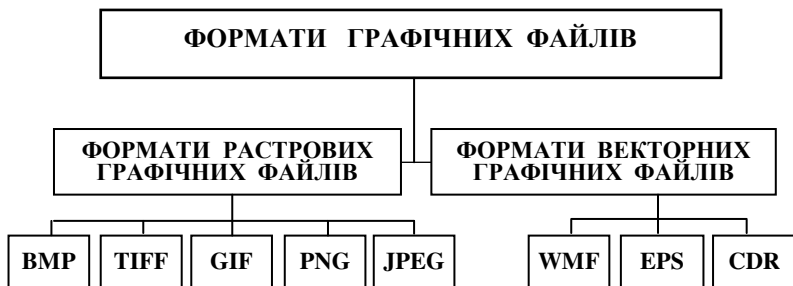 ФОРМАТИ ГРАФІЧНИХ ФАЙЛІВ
ФОРМАТИ РАСТРОВИХ
ГРАФІЧНИХ ФАЙЛІВ
ФОРМАТИ ВЕКТОРНИХ
ГРАФІЧНИХ ФАЙЛІВ
BMP
TIFF
GIF
PNG
JPEG
WMF
EPS
CDR